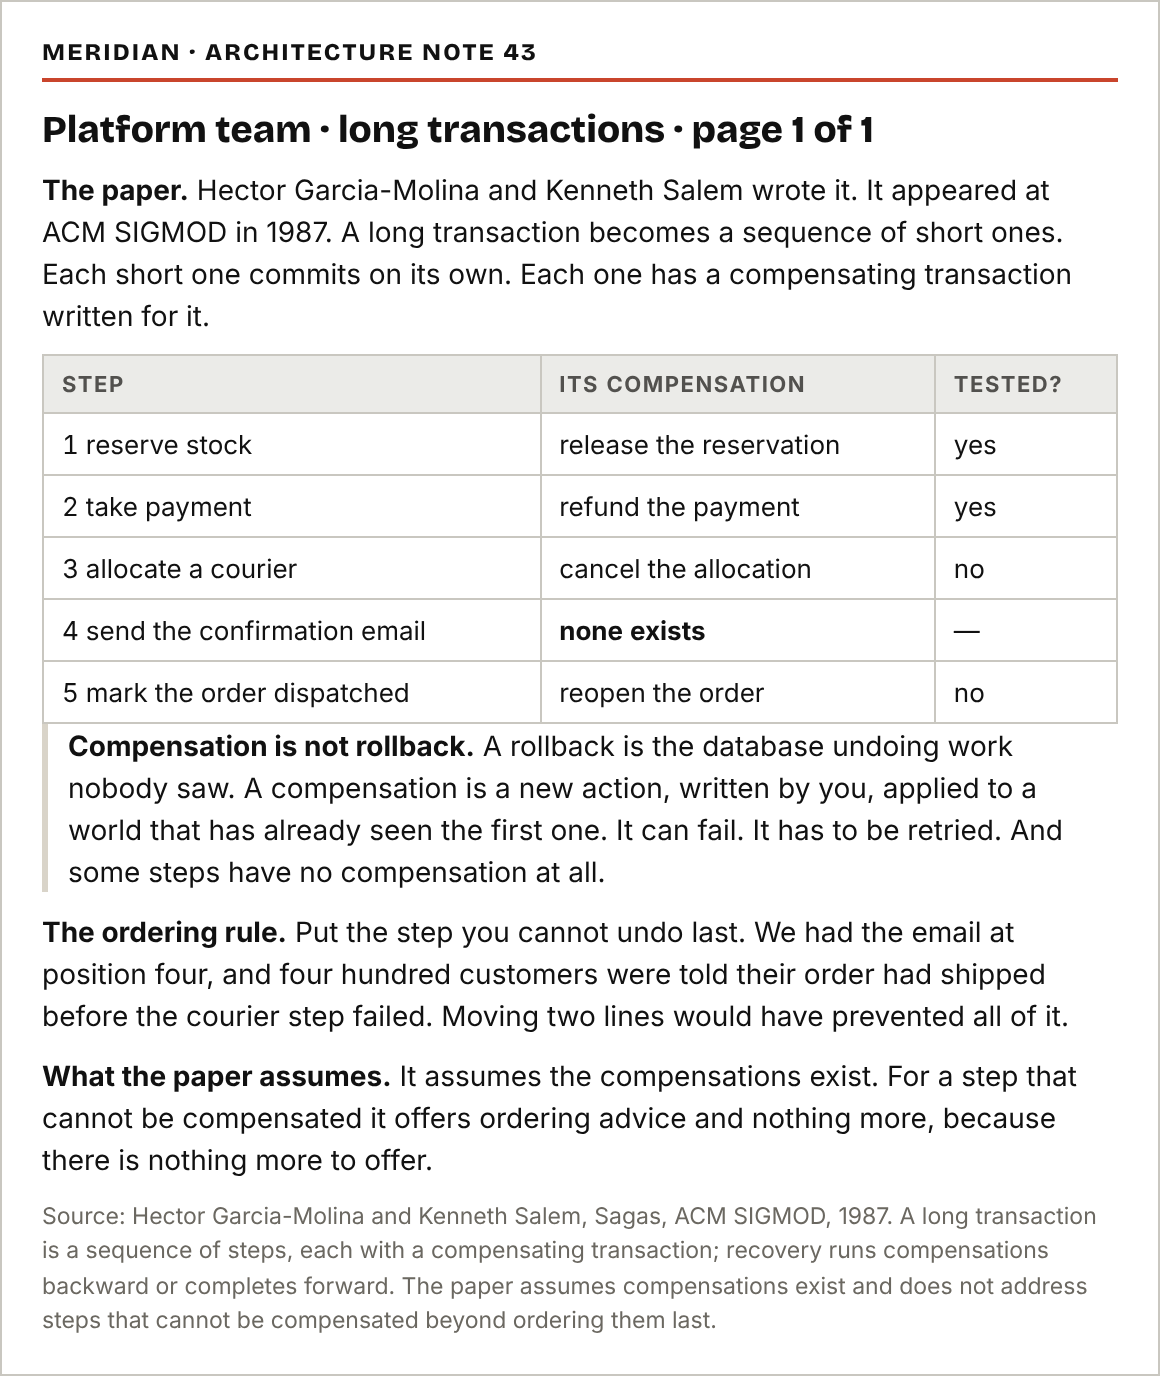 MERIDIAN · ARCHITECTURE NOTE 43
Platform team · long transactions · page 1 of 1
The paper. Hector Garcia-Molina and Kenneth Salem wrote it. It appeared at
ACM SIGMOD in 1987. A long transaction becomes a sequence of short ones.
Each short one commits on its own. Each one has a compensating transaction
written for it.
STEP ITS COMPENSATION TESTED?
1 reserve stock release the reservation yes
2 take payment refund the payment yes
3 allocate a courier cancel the allocation no
4 send the confirmation email none exists —
5 mark the order dispatched reopen the order no
Compensation is not rollback. A rollback is the database undoing work
nobody saw. A compensation is a new action, written by you, applied to a
world that has already seen the first one. It can fail. It has to be retried. And
some steps have no compensation at all.
The ordering rule. Put the step you cannot undo last. We had the email at
position four, and four hundred customers were told their order had shipped
before the courier step failed. Moving two lines would have prevented all of it.
What the paper assumes. It assumes the compensations exist. For a step that
cannot be compensated it offers ordering advice and nothing more, because
there is nothing more to offer.
Source: Hector Garcia-Molina and Kenneth Salem, Sagas, ACM SIGMOD, 1987. A long transaction
is a sequence of steps, each with a compensating transaction; recovery runs compensations
backward or completes forward. The paper assumes compensations exist and does not address
steps that cannot be compensated beyond ordering them last.